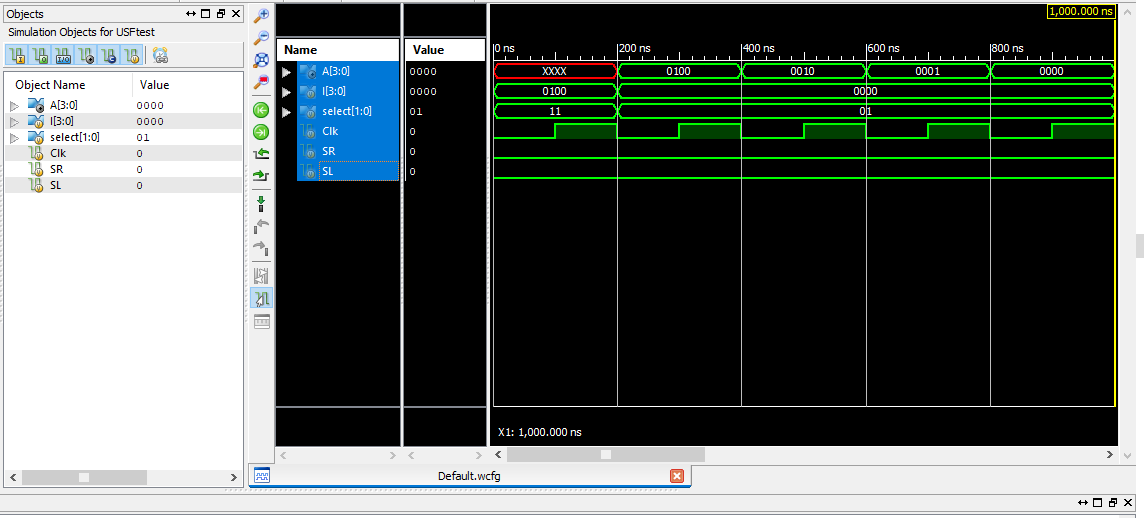 Objects
Simulation Objects for USFtest
Object Name Value
A[3:0] 0000
I[3:0] 0000
select[1:0] 01
Clk 0
SR 0
SL 0
1,000.000 ns
Name Value
0 ns 200 ns 400 ns 600 ns 800 ns
A[3:0] 0000 XXXX 0100 0010 0001 0000
I[3:0] 0000 0100 0000
select[1:0] 01 11 01
Clk 0
SR 0
SL 0
X1: 1,000.000 ns
Default.wcfg